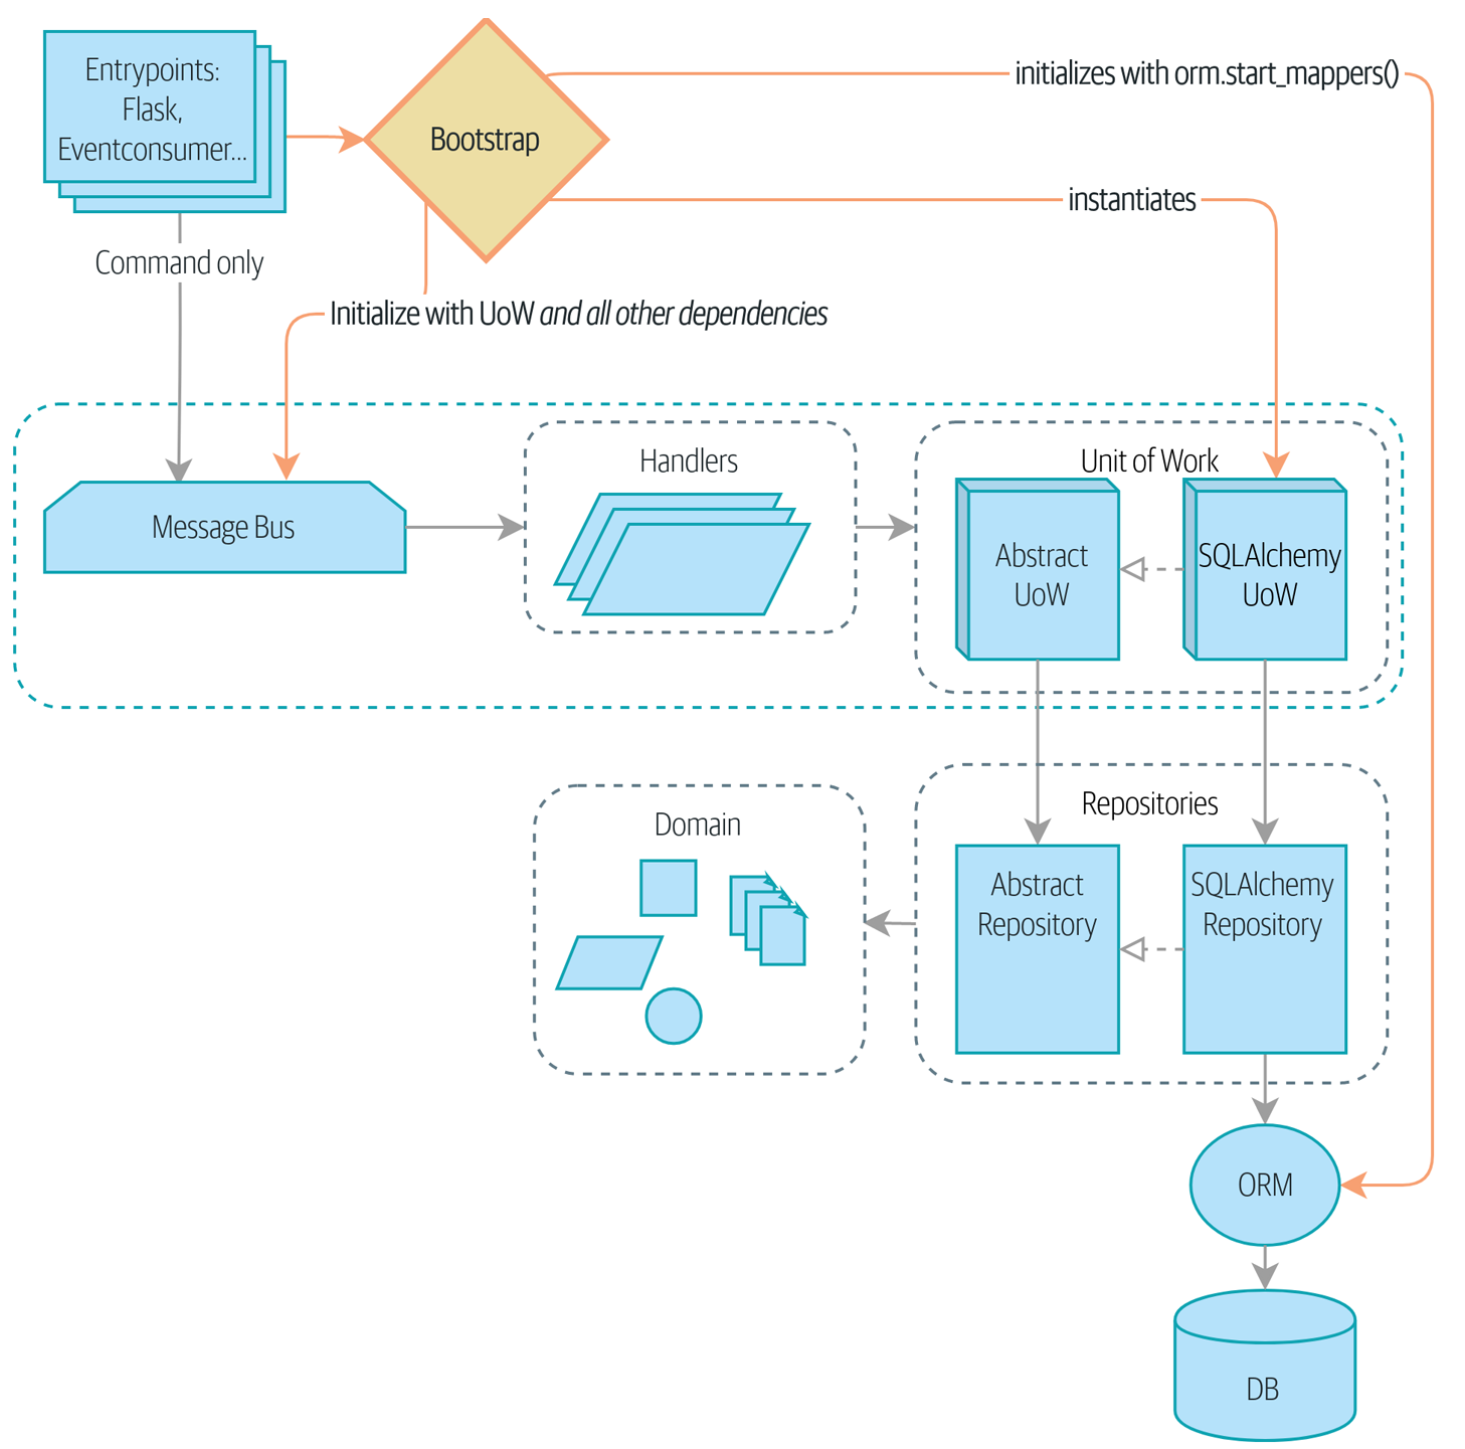 Entrypoints:
Flask,
Eventconsumer...
Bootstrap
initializes with orm.start_mappers()
instantiates
Command only
Initialize with UoW and all other dependencies
Message Bus
Handlers
Unit of Work
Abstract
UoW
SQLAlchemy
UoW
Domain
Repositories
Abstract
Repository
SQLAlchemy
Repository
ORM
DB